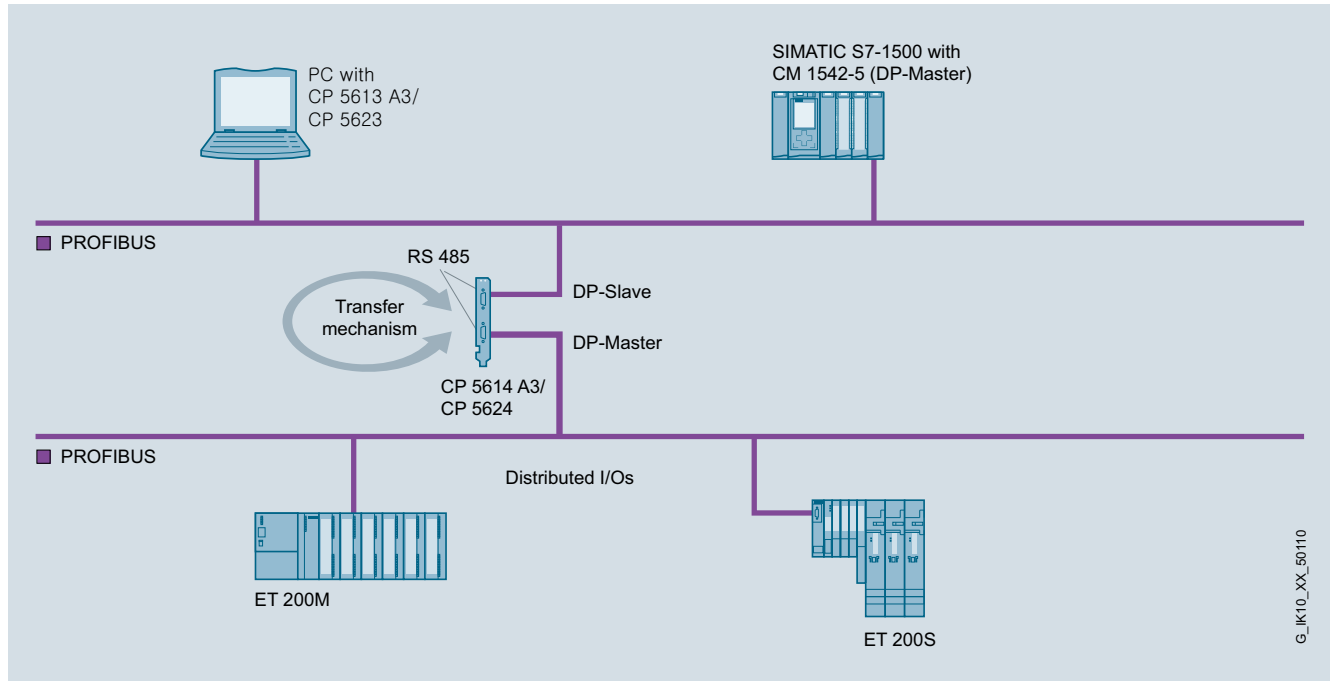 PC with
CP 5613 A3/
CP 5623
SIMATIC S7-1500 with
CM 1542-5 (DP-Master)
PROFIBUS
RS 485
Transfer
mechanism
DP-Slave
DP-Master
CP 5614 A3/
CP 5624
PROFIBUS
Distributed I/Os
ET 200M
ET 200S
G_IK10_XX_50110